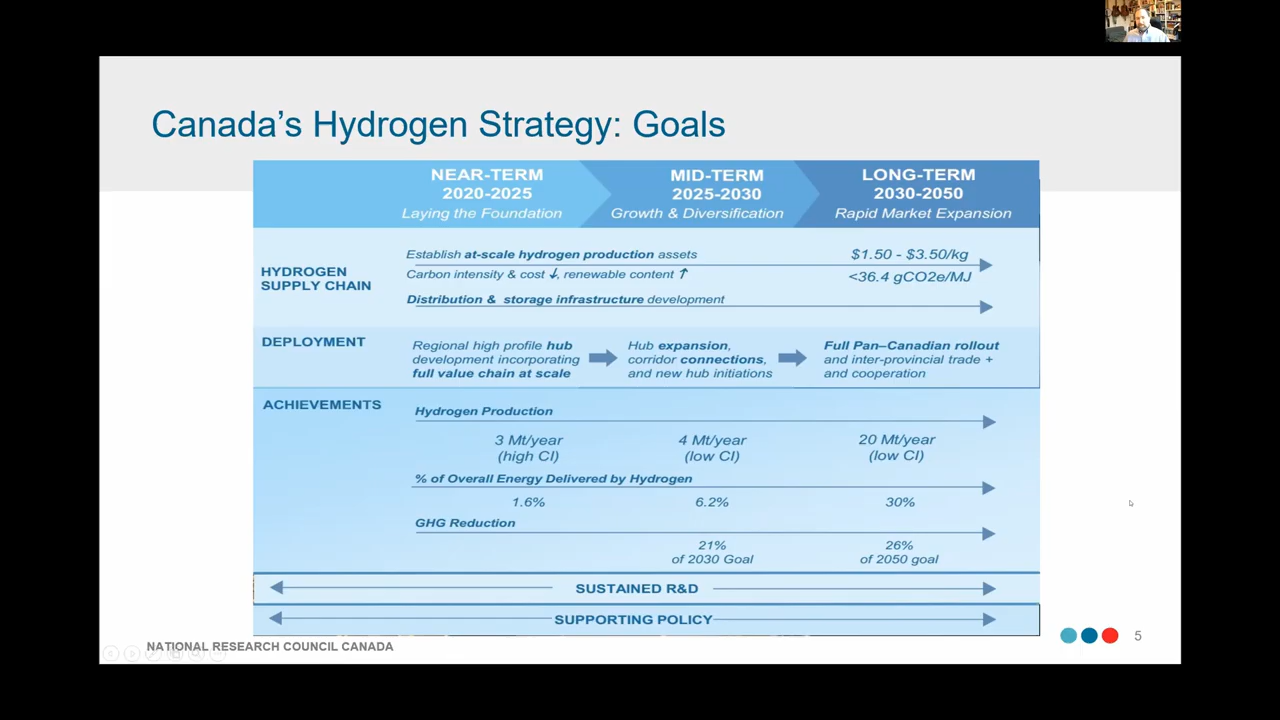 Canada's Hydrogen Strategy: Goals
NEAR-TERM
2020-2025
Laying the Foundation
MID-TERM
2025-2030
Growth & Diversification
LONG-TERM
2030-2050
Rapid Market Expansion
HYDROGEN
SUPPLY CHAIN
Establish at-scale hydrogen production assets
Carbon intensity & cost ↓, renewable content ↑
$1.50 - $3.50/kg
<36.4 gCO2e/MJ
Distribution & storage infrastructure development
DEPLOYMENT
Regional high profile hub
development incorporating
full value chain at scale
Hub expansion,
corridor connections,
and new hub initiations
Full Pan–Canadian rollout
and inter-provincial trade +
and cooperation
ACHIEVEMENTS
Hydrogen Production
3 Mt/year
(high CI)
4 Mt/year
(low CI)
20 Mt/year
(low CI)
% of Overall Energy Delivered by Hydrogen
1.6%
6.2%
30%
GHG Reduction
21%
of 2030 Goal
26%
of 2050 goal
SUSTAINED R&D
SUPPORTING POLICY
NATIONAL RESEARCH COUNCIL CANADA
5